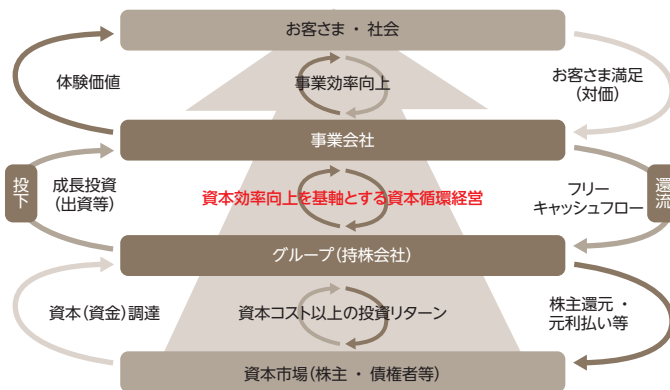 お客さま ・ 社会
体験価値
事業効率向上
お客さま満足
(対価)
事業会社
投下
成長投資
(出資等)
資本効率向上を基軸とする資本循環経営
フリー
キャッシュフロー
還流
グループ(持株会社)
資本(資金)調達
資本コスト以上の投資リターン
株主還元 ・
元利払い等
資本市場(株主 ・ 債権者等)